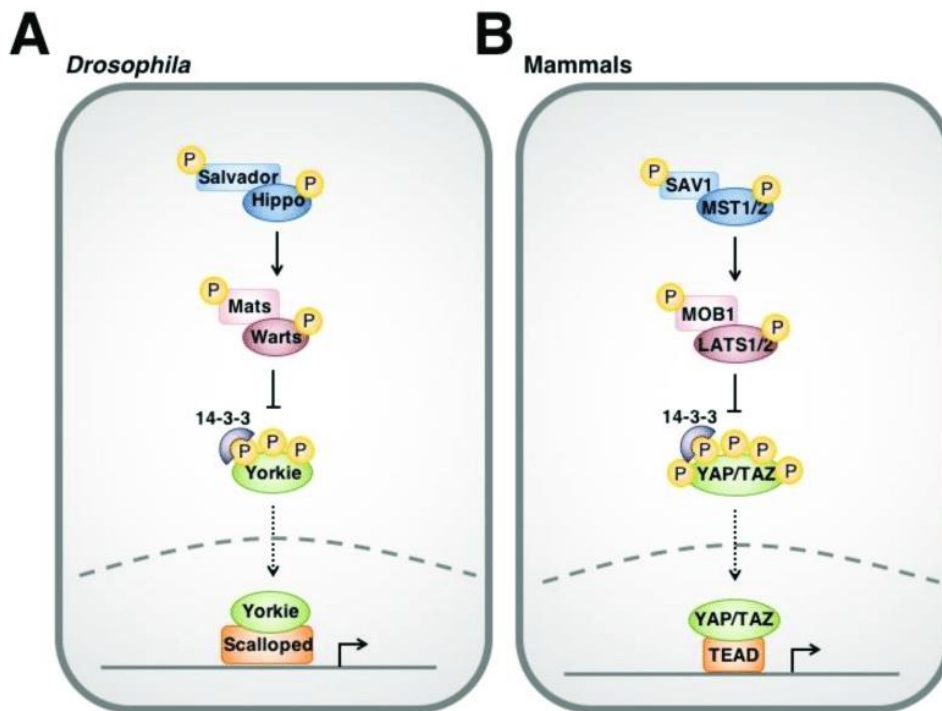 A
Drosophila
P
Salvador
P
Hippo
P
Mats
P
Warts
14-3-3
P
P
P
Yorkie
Yorkie
Scalloped
B
Mammals
P
SAV1
P
MST1/2
P
MOB1
P
LATS1/2
14-3-3
P
P
P
P
P
YAP/TAZ
YAP/TAZ
TEAD